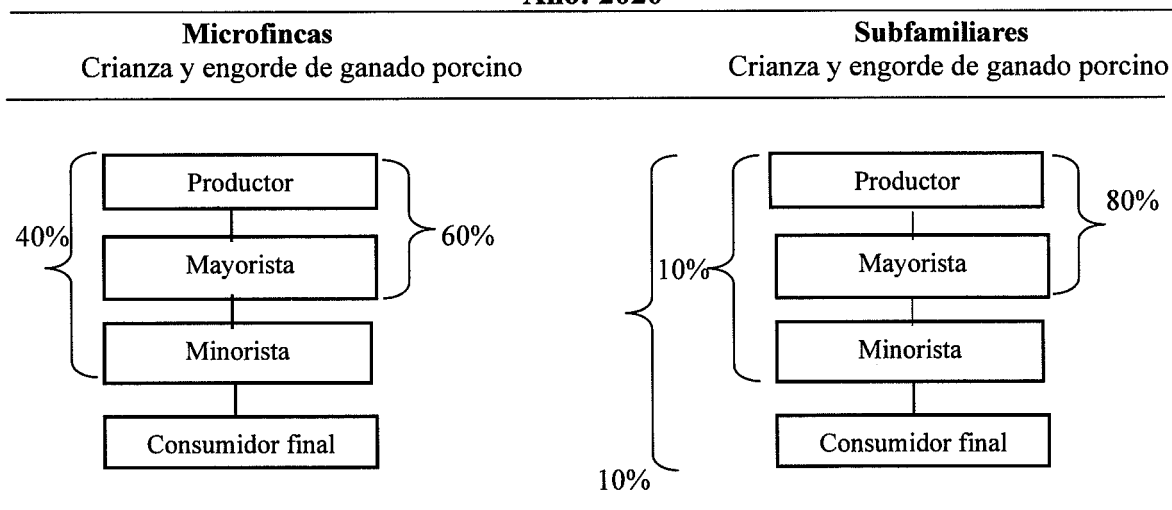 Año: 2020
Microfincas
Crianza y engorde de ganado porcino
Subfamiliares
Crianza y engorde de ganado porcino
Productor
Mayorista
Minorista
Consumidor final
40%
60%
Productor
Mayorista
Minorista
Consumidor final
10%
80%
10%